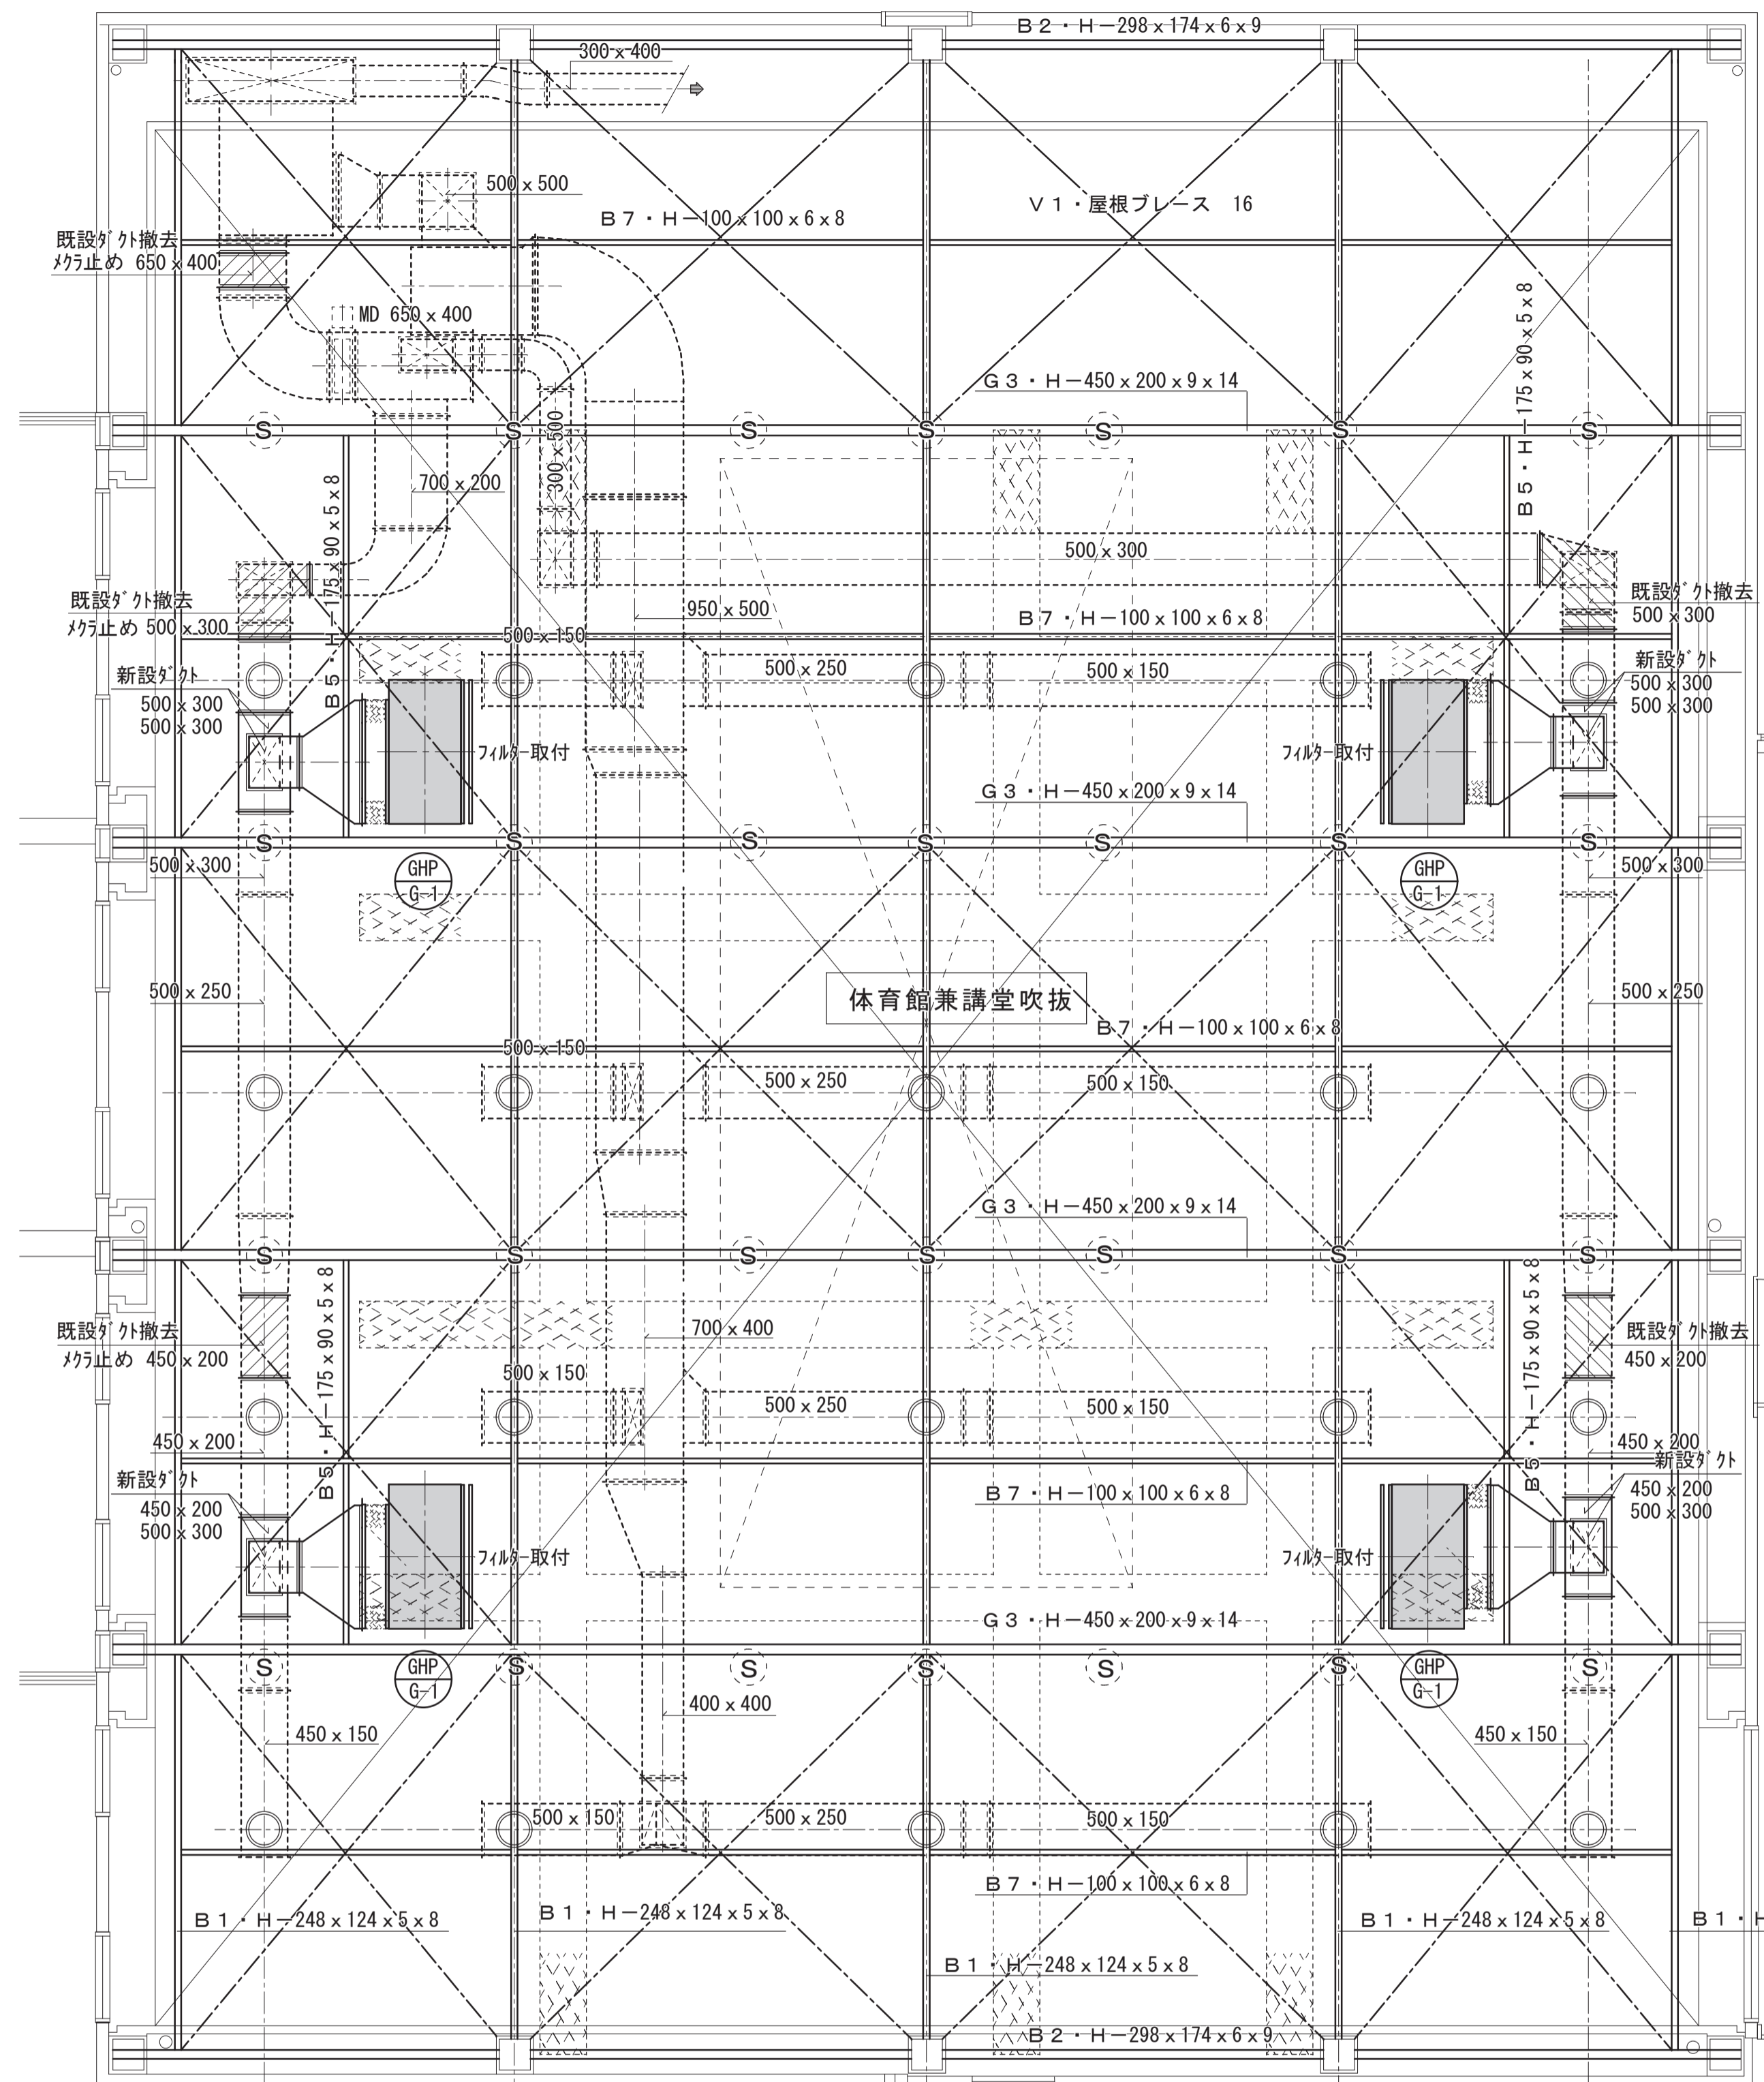 B2・H-298x174x6x9
300x400
500x500
B7・H-100x100x6x8
V1・屋根ブレース 16
既設ダクト撤去
メクラ止め 650x400
MD 650x400
B5・H-175x90x5x8
G3・H-450x200x9x14
S
S
S
S
S
S
300x500
700x200
B5・H-175x90x5x8
500x300
既設ダクト撤去
メクラ止め 500x300
950x500
B7・H-100x100x6x8
既設ダクト撤去
500x300
500x150
500x250
500x150
新設ダクト
500x300
500x300
新設ダクト
500x300
500x300
フィルター取付
フィルター取付
G3・H-450x200x9x14
S
S
S
S
S
S
500x300
GHP
G-1
GHP
G-1
500x300
500x250
体育館兼講堂吹抜
500x250
B7・H-100x100x6x8
500x150
500x250
500x150
G3・H-450x200x9x14
S
S
S
S
S
S
B5・H-175x90x5x8
B5・H-175x90x5x8
既設ダクト撤去
メクラ止め 450x200
700x400
既設ダクト撤去
450x200
500x150
500x250
500x150
450x200
450x200
新設ダクト
450x200
500x300
B7・H-100x100x6x8
新設ダクト
450x200
500x300
フィルター取付
フィルター取付
G3・H-450x200x9x14
S
S
S
S
S
S
GHP
G-1
GHP
G-1
400x400
450x150
450x150
500x150
500x250
500x150
B7・H-100x100x6x8
B1・H-248x124x5x8
B1・H-248x124x5x8
B1・H-248x124x5x8
B1・H
B1・H-248x124x5x8
B2・H-298x174x6x9